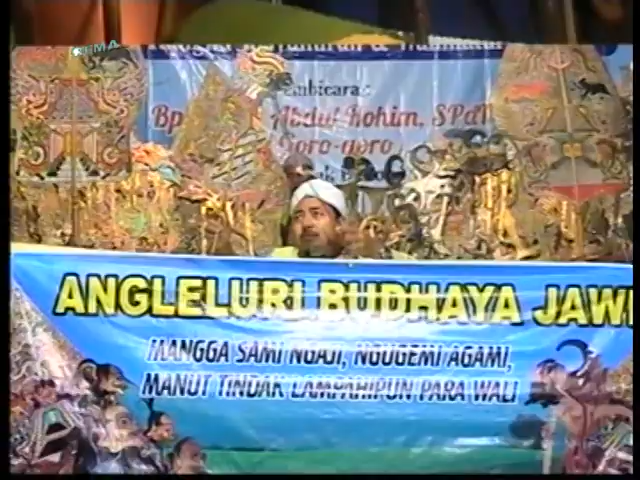 Pembicara:
Bp. Abdul Rohim, SPdI
Goro-goro
ANGLELURI BUDHAYA JAWI
MANGGA SAMI NGAJI, NGUGEMI AGAMI,
MANUT TINDAK LAMPAHIPUN PARA WALI